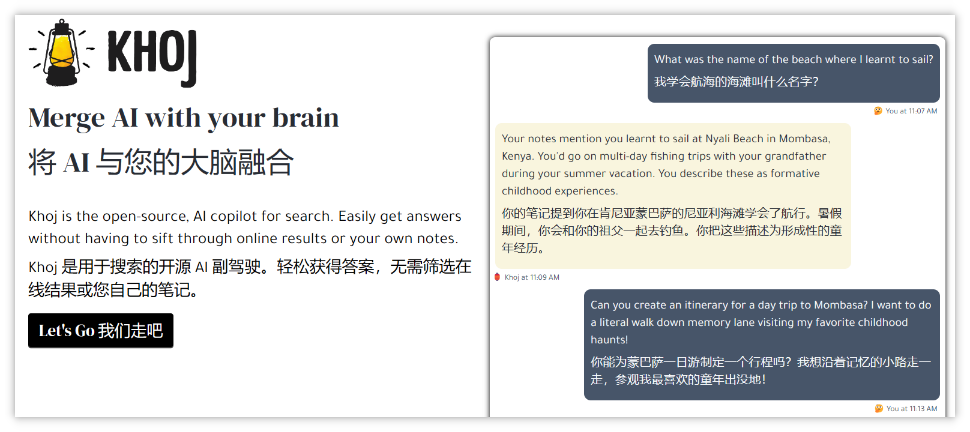 KHOJ
Merge AI with your brain
将 AI 与您的大脑融合
Khoj is the open-source, AI copilot for search. Easily get answers
without having to sift through online results or your own notes.
Khoj 是用于搜索的开源 AI 副驾驶。轻松获得答案，无需筛选在
线结果或您自己的笔记。
Let's Go 我们走吧
What was the name of the beach where I learnt to sail?
我学会航海的海滩叫什么名字？
You at 11:07 AM
Your notes mention you learnt to sail at Nyali Beach in Mombasa,
Kenya. You'd go on multi-day fishing trips with your grandfather
during your summer vacation. You describe these as formative
childhood experiences.
你的笔记提到你在肯尼亚蒙巴萨的尼亚利海滩学会了航行。暑假
期间，你会和你的祖父一起去钓鱼。你把这些描述为形成性的童
年经历。
Khoj at 11:09 AM
Can you create an itinerary for a day trip to Mombasa? I want to do
a literal walk down memory lane visiting my favorite childhood
haunts!
你能为蒙巴萨一日游制定一个行程吗？我想沿着记忆的小路走一
走，参观我最喜欢的童年出没地！
You at 11:13 AM